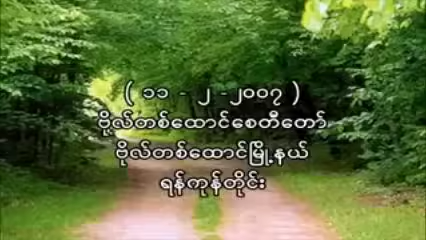 ( ၁၁ - ၂ -၂၀၀၇ )
ဗိုလ်တစ်ထောင်စေတီတော်
ဗိုလ်တစ်ထောင်မြို့နယ်
ရန်ကုန်တိုင်း